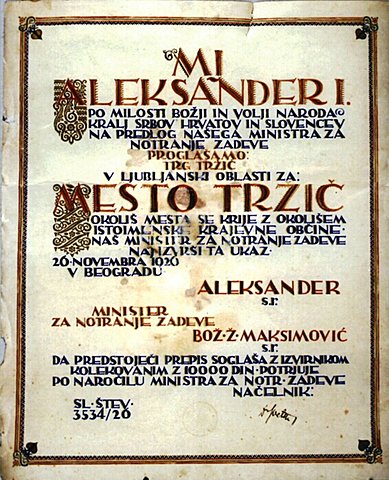 MI
ALEKSANDER I.
PO MILOSTI BOŽJI IN VOLJI NARODA
KRALJ SRBOV HRVATOV IN SLOVENCEV
NA PREDLOG NAŠEGA MINISTRA ZA
NOTRANJE ZADEVE
PROGLAŠAMO:
TRG TRŽIČ
V LJUBLJANSKI OBLASTI ZA:
MESTO TRŽIČ
OKOLIŠ MESTA SE KRIJE Z OKOLIŠEM
ISTOIMENSKE KRAJEVNE OBČINE.
NAŠ MINISTER ZA NOTRANJE ZADEVE
NAJ IZVRŠI TA UKAZ.
26. NOVEMBRA 1926
V BEOGRADU
ALEKSANDER
S.R.
MINISTER
ZA NOTRANJE ZADEVE
BOŽ. Ž. MAKSIMOVIĆ
S.R.
DA PREDSTOJEČI PREPIS SOGLAŠA Z IZVIRNIKOM
KOLEKOVANIM Z 10000 DIN. POTRJUJE
PO NAROČILU MINISTRA ZA NOTR. ZADEVE
NAČELNIK:
SL. ŠTEV.
3534/26